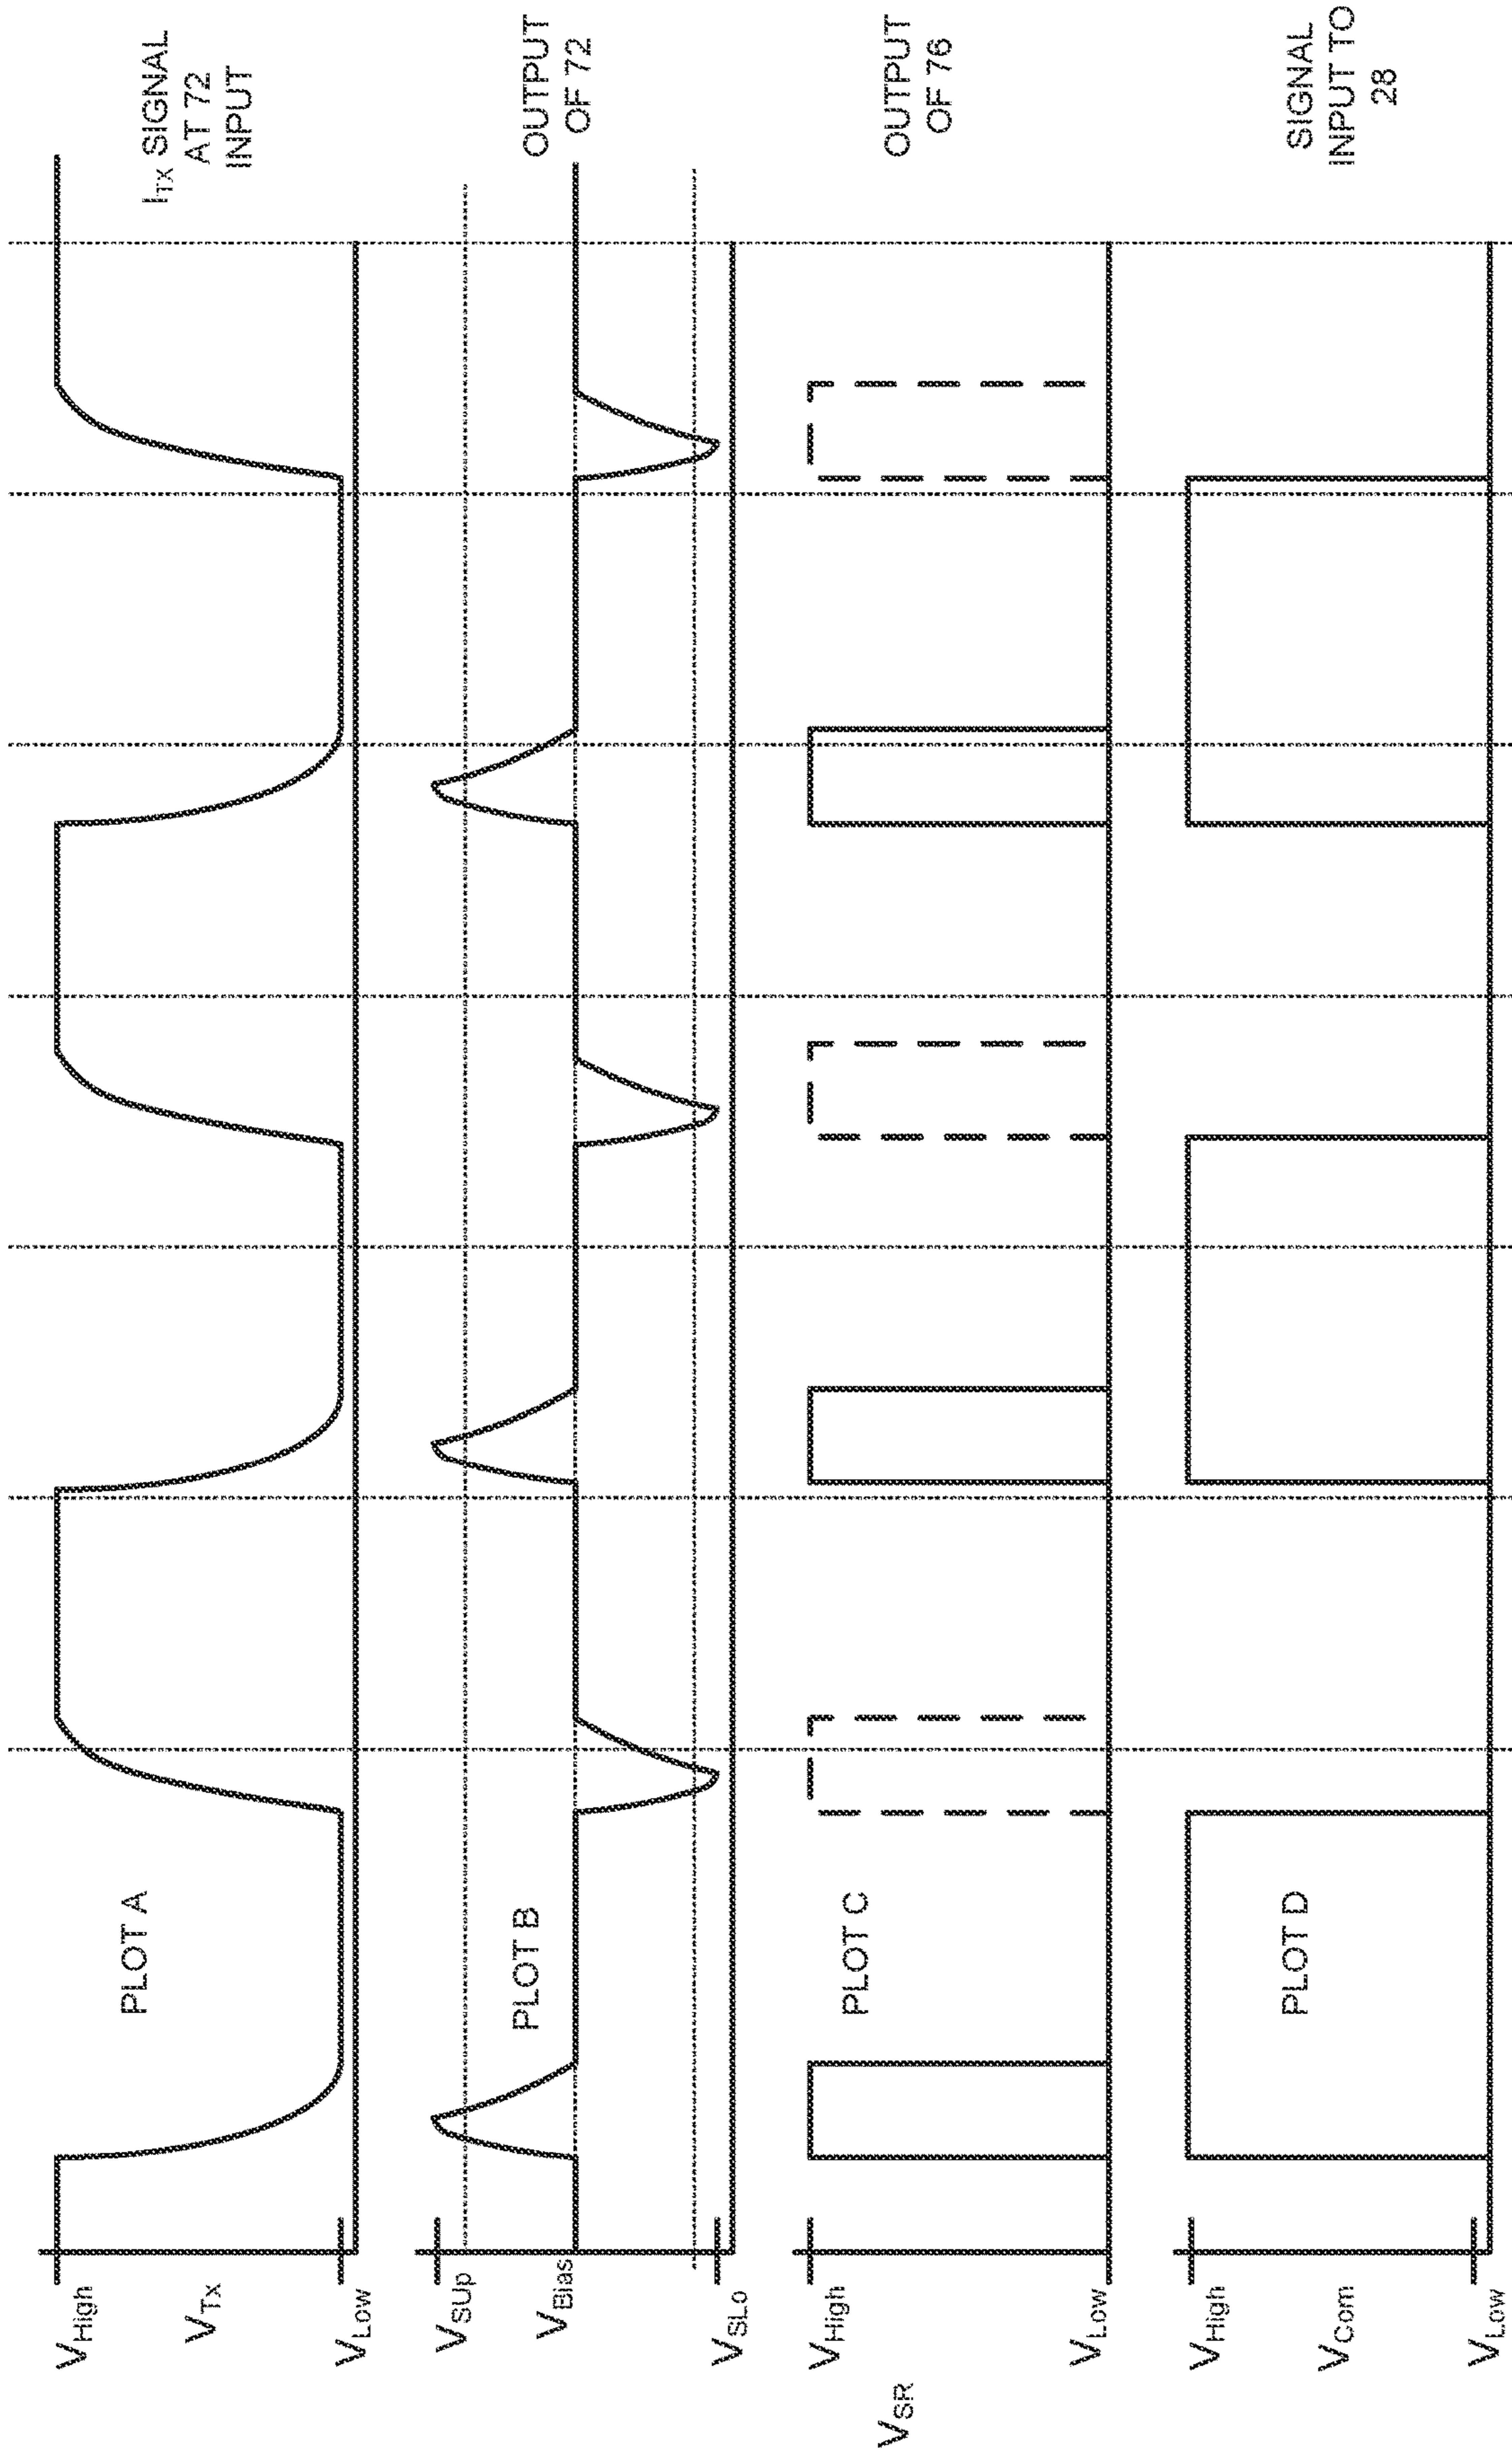 V_High
V_Tx
V_Low
PLOT A
I_TX SIGNAL
AT 72
INPUT
V_SUp
V_Bias
V_SLo
PLOT B
OUTPUT
OF 72
V_High
V_SR
V_Low
PLOT C
OUTPUT
OF 76
V_High
V_Com
V_Low
PLOT D
SIGNAL
INPUT TO
28